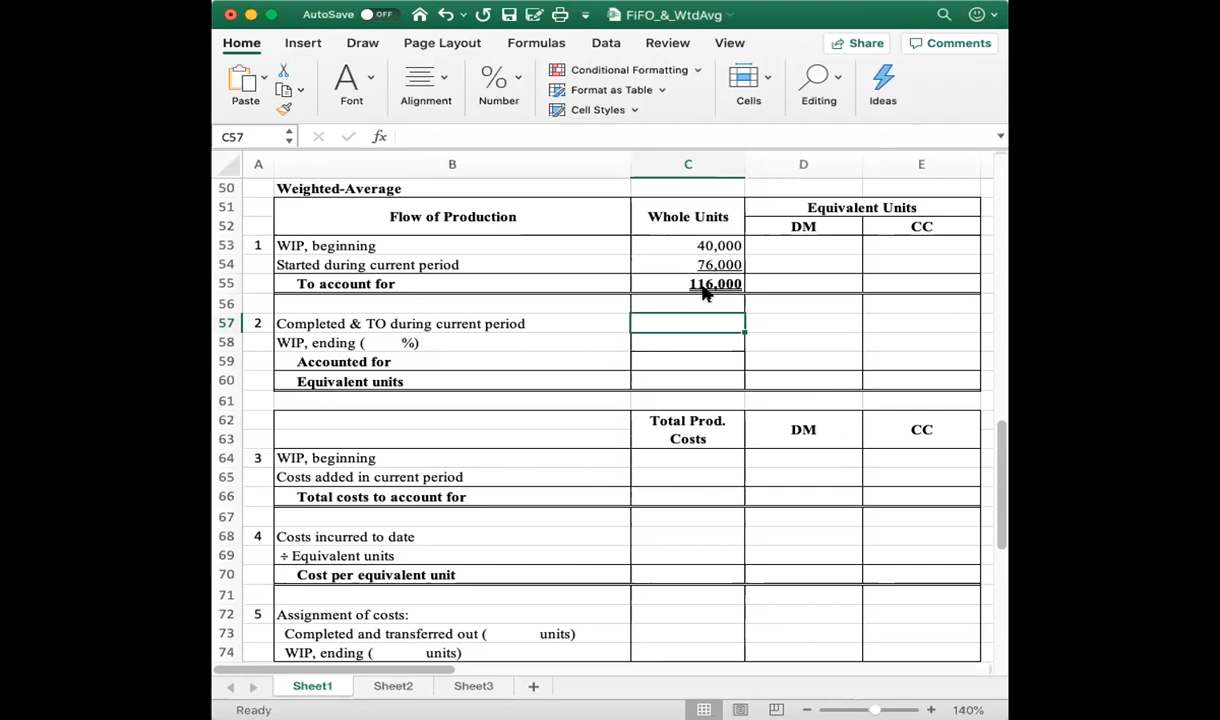 AutoSave OFF FiFO_&_WtdAvg
Home Insert Draw Page Layout Formulas Data Review View Share Comments
Paste Font Alignment Number Conditional Formatting Format as Table Cell Styles Cells Editing Ideas
C57 fx
A B C D E
50 Weighted-Average
51 Flow of Production Whole Units Equivalent Units
52 DM CC
53 1 WIP, beginning 40,000
54 Started during current period 76,000
55 To account for 116,000
56
57 2 Completed & TO during current period
58 WIP, ending ( %)
59 Accounted for
60 Equivalent units
61
62 Total Prod. DM CC
63 Costs
64 3 WIP, beginning
65 Costs added in current period
66 Total costs to account for
67
68 4 Costs incurred to date
69 ÷ Equivalent units
70 Cost per equivalent unit
71
72 5 Assignment of costs:
73 Completed and transferred out ( units)
74 WIP, ending ( units)
Sheet1 Sheet2 Sheet3 +
Ready 140%